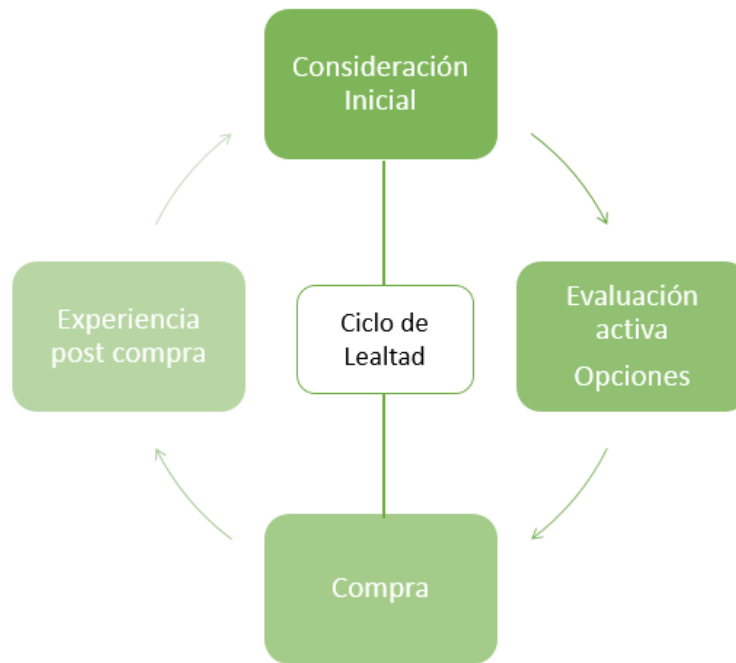 Consideración
Inicial
Evaluación
activa
Opciones
Experiencia
post compra
Ciclo de
Lealtad
Compra